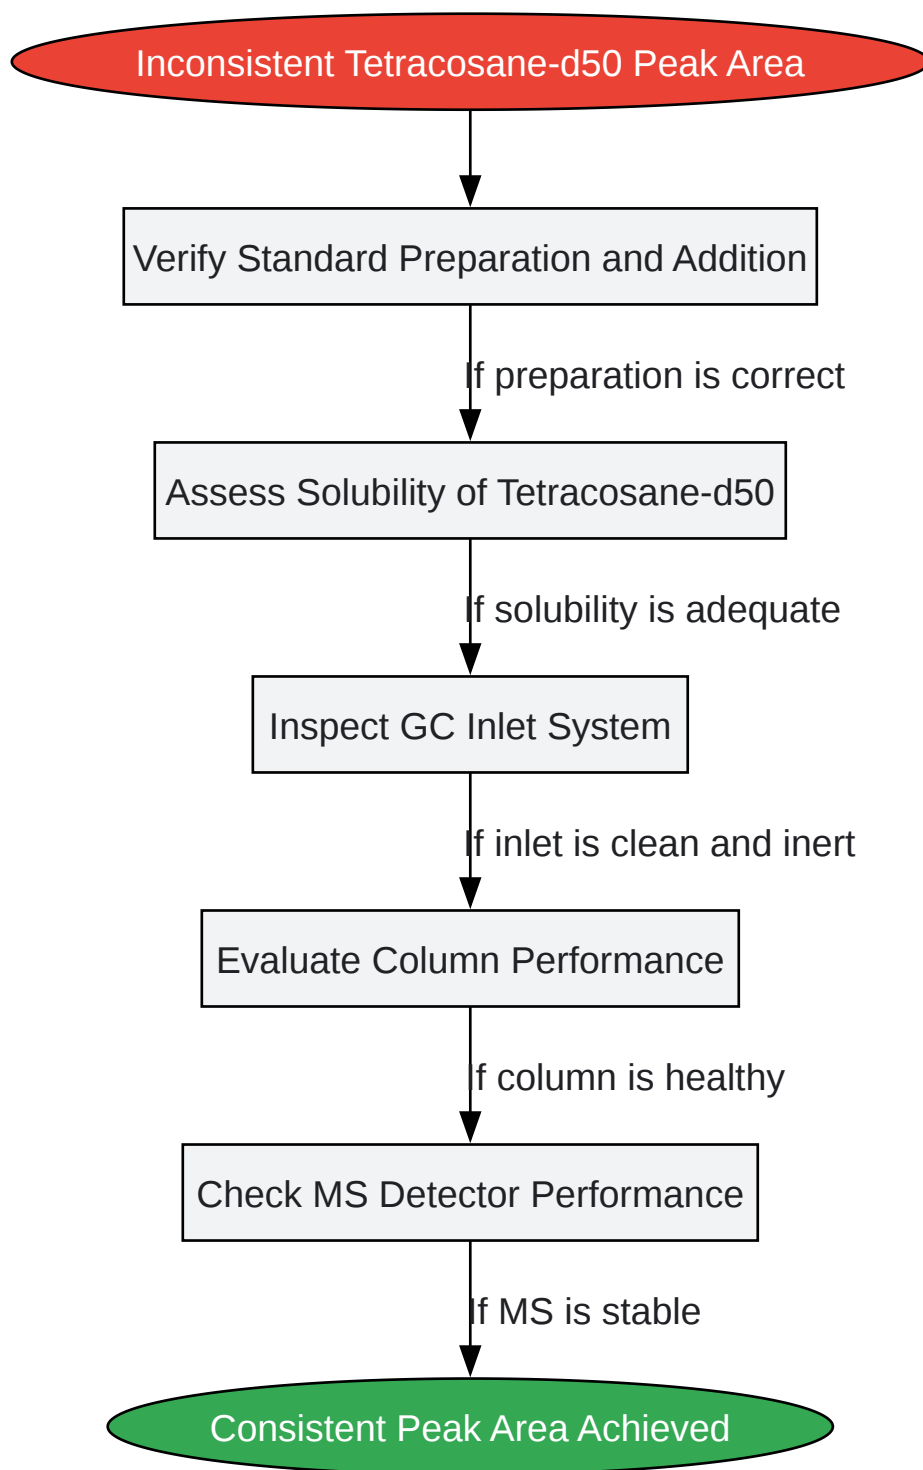 Inconsistent Tetracosane-d50 Peak Area
Verify Standard Preparation and Addition
If preparation is correct
Assess Solubility of Tetracosane-d50
If solubility is adequate
Inspect GC Inlet System
If inlet is clean and inert
Evaluate Column Performance
If column is healthy
Check MS Detector Performance
If MS is stable
Consistent Peak Area Achieved